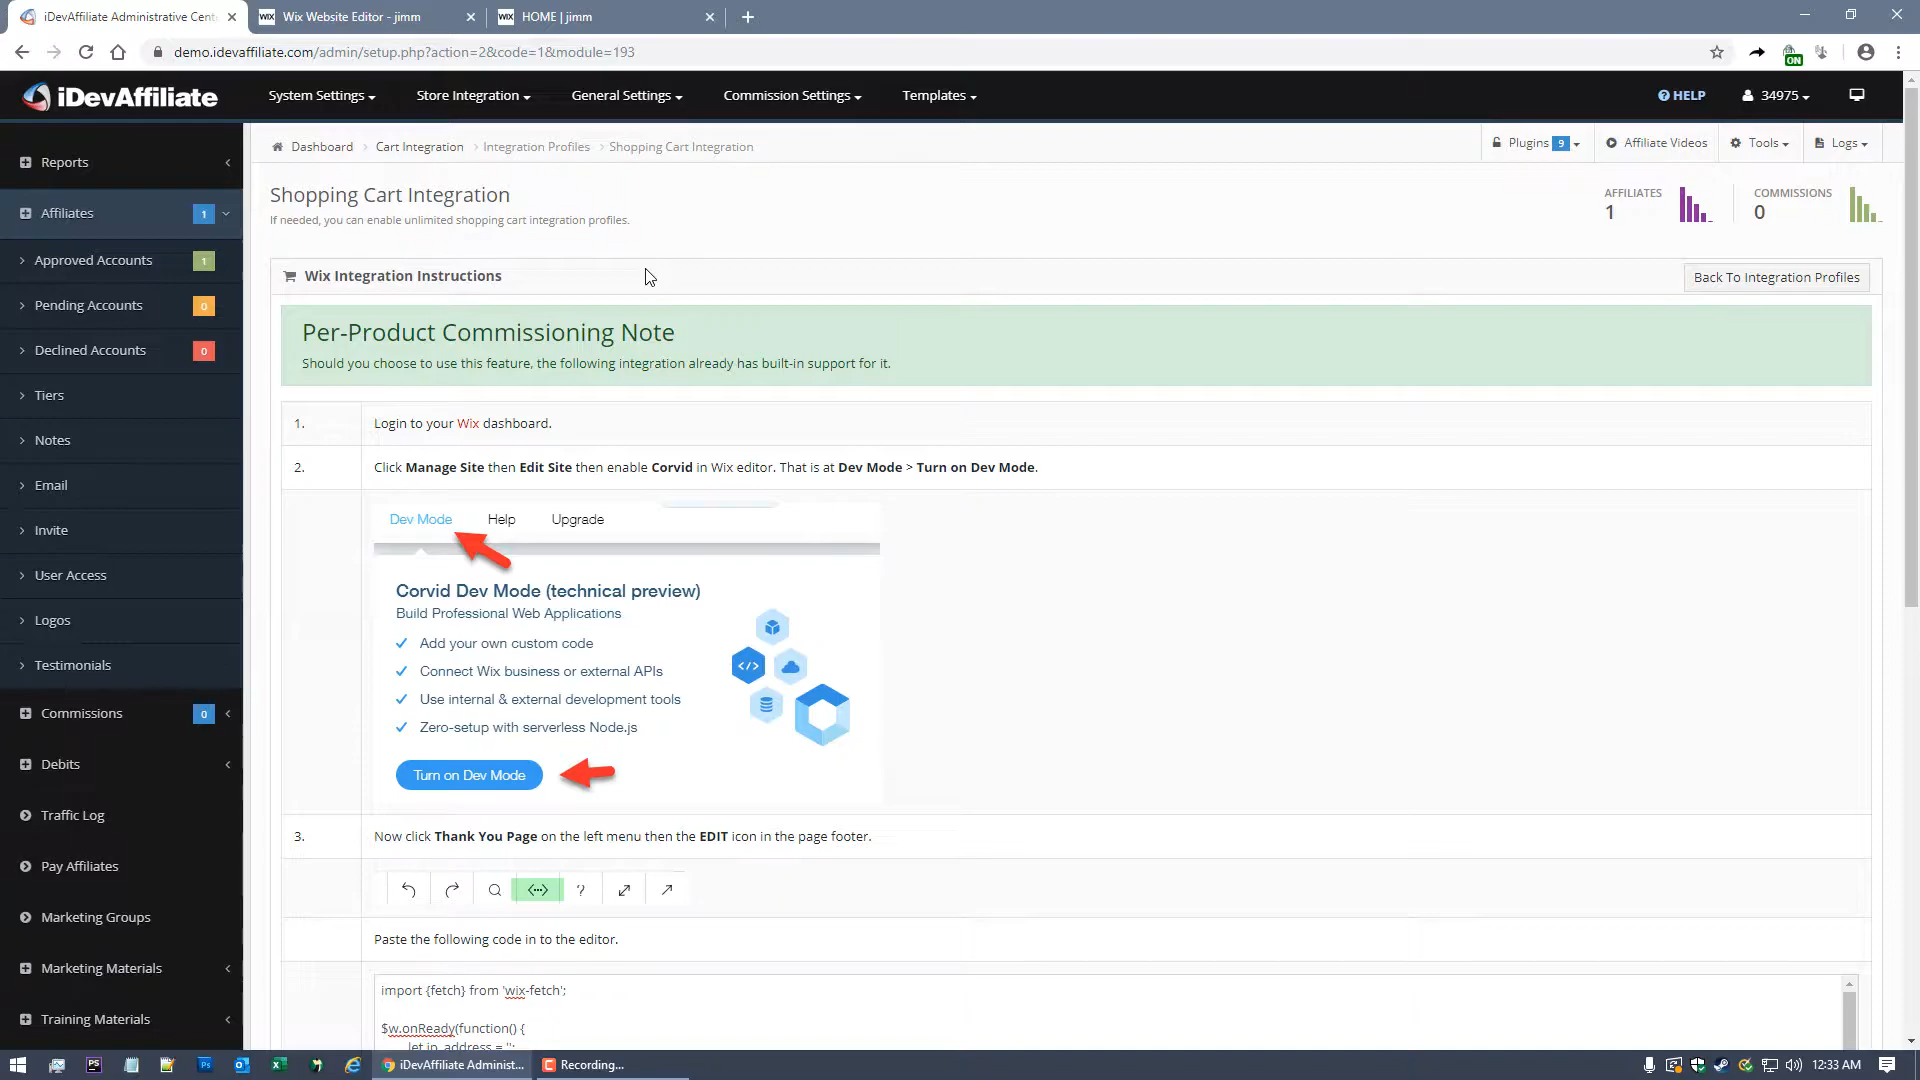 iDevAffiliate Administrative Cent
Wix Website Editor - jimm
HOME | jimm
demo.idevaffiliate.com/admin/setup.php?action=2&code=1&module=193
ON
iDevAffiliate
System Settings
Store Integration
General Settings
Commission Settings
Templates
HELP
34975
Reports
Affiliates 1
Approved Accounts 1
Pending Accounts 0
Declined Accounts 0
Tiers
Notes
Email
Invite
User Access
Logos
Testimonials
Commissions 0
Debits
Traffic Log
Pay Affiliates
Marketing Groups
Marketing Materials
Training Materials
Dashboard > Cart Integration > Integration Profiles > Shopping Cart Integration
Plugins 9
Affiliate Videos
Tools
Logs
Shopping Cart Integration
If needed, you can enable unlimited shopping cart integration profiles.
AFFILIATES
1
COMMISSIONS
0
Wix Integration Instructions
Back To Integration Profiles
Per-Product Commissioning Note
Should you choose to use this feature, the following integration already has built-in support for it.
1. Login to your Wix dashboard.
2. Click Manage Site then Edit Site then enable Corvid in Wix editor. That is at Dev Mode > Turn on Dev Mode.
Dev Mode Help Upgrade
Corvid Dev Mode (technical preview)
Build Professional Web Applications
Add your own custom code
Connect Wix business or external APIs
Use internal & external development tools
Zero-setup with serverless Node.js
Turn on Dev Mode
3. Now click Thank You Page on the left menu then the EDIT icon in the page footer.
Paste the following code in to the editor.
import {fetch} from 'wix-fetch';
$w.onReady(function() {
let ip_address = '';
iDevAffiliate Administ...
Recording...
12:33 AM